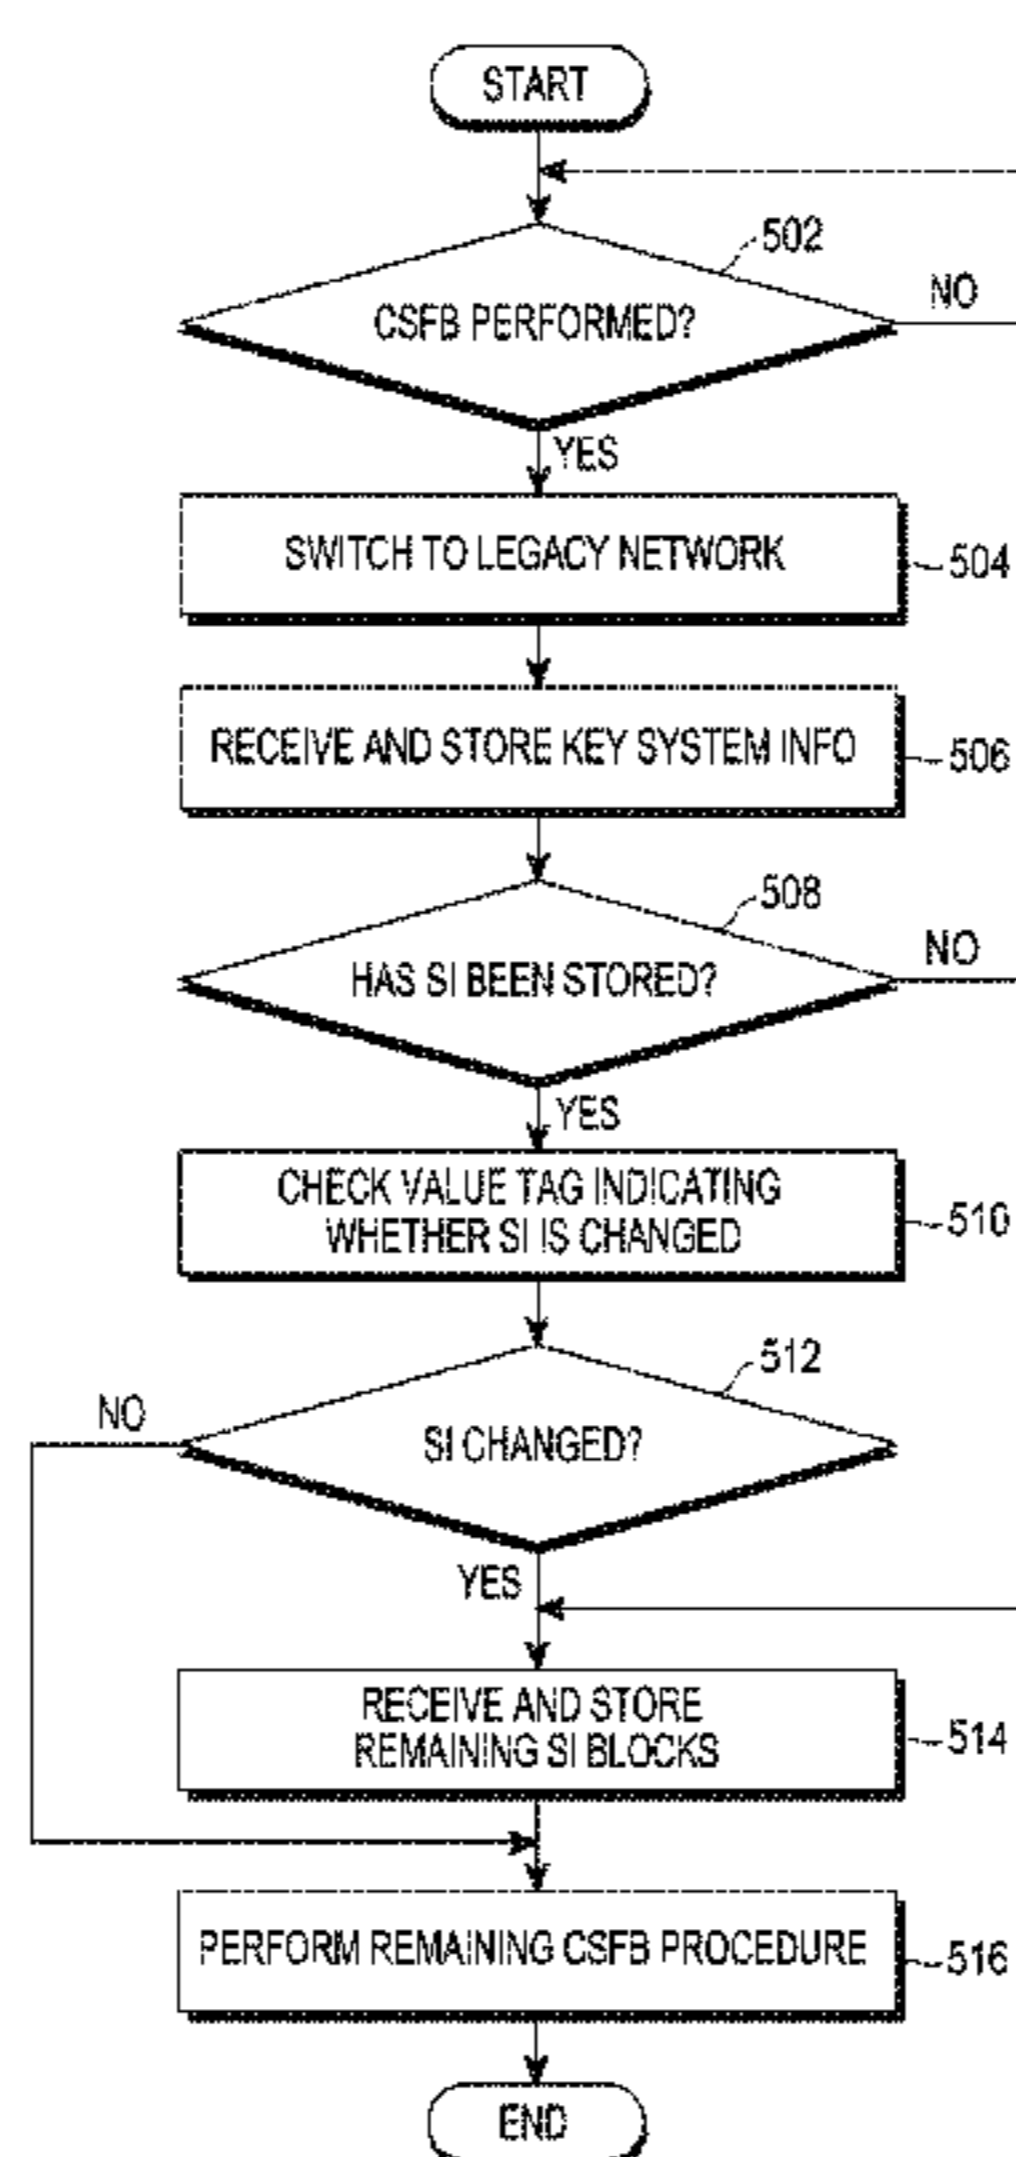 START
502
CSFB PERFORMED?
NO
YES
SWITCH TO LEGACY NETWORK
504
RECEIVE AND STORE KEY SYSTEM INFO
506
508
HAS SI BEEN STORED?
NO
YES
CHECK VALUE TAG INDICATING
WHETHER SI IS CHANGED
510
512
NO
SI CHANGED?
YES
RECEIVE AND STORE
REMAINING SI BLOCKS
514
PERFORM REMAINING CSFB PROCEDURE
516
END